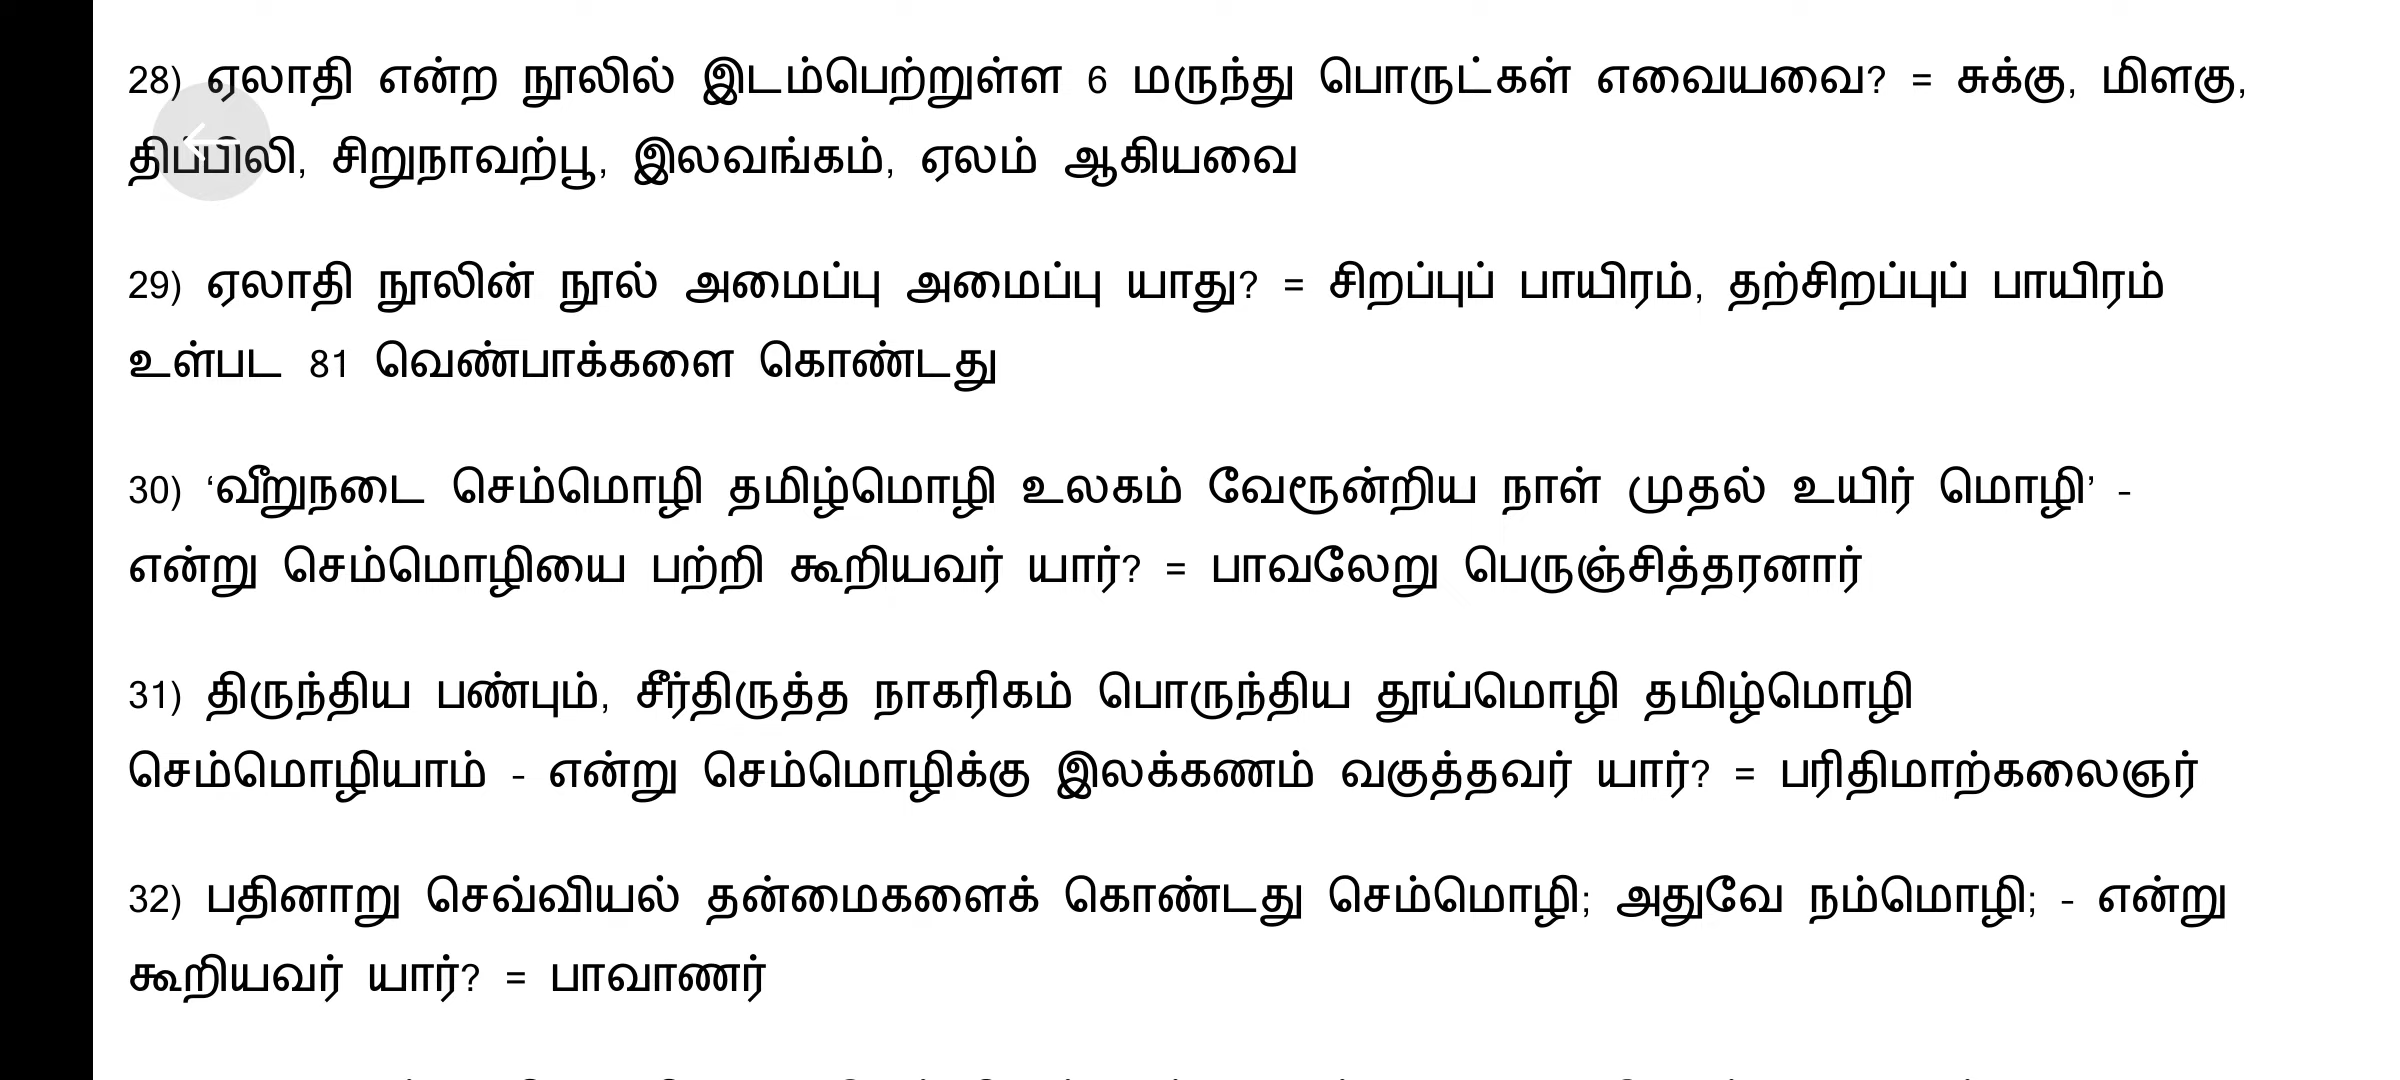 28) ஏலாதி என்ற நூலில் இடம்பெற்றுள்ள 6 மருந்து பொருட்கள் எவையவை? = சுக்கு, மிளகு,
திப்பிலி, சிறுநாவற்பூ, இலவங்கம், ஏலம் ஆகியவை
29) ஏலாதி நூலின் நூல் அமைப்பு அமைப்பு யாது? = சிறப்புப் பாயிரம், தற்சிறப்புப் பாயிரம்
உள்பட 81 வெண்பாக்களை கொண்டது
30) ‘வீறுநடை செம்மொழி தமிழ்மொழி உலகம் வேரூன்றிய நாள் முதல் உயிர் மொழி’ -
என்று செம்மொழியை பற்றி கூறியவர் யார்? = பாவலேறு பெருஞ்சித்தரனார்
31) திருந்திய பண்பும், சீர்திருத்த நாகரிகம் பொருந்திய தூய்மொழி தமிழ்மொழி
செம்மொழியாம் - என்று செம்மொழிக்கு இலக்கணம் வகுத்தவர் யார்? = பரிதிமாற்கலைஞர்
32) பதினாறு செவ்வியல் தன்மைகளைக் கொண்டது செம்மொழி; அதுவே நம்மொழி; - என்று
கூறியவர் யார்? = பாவாணர்